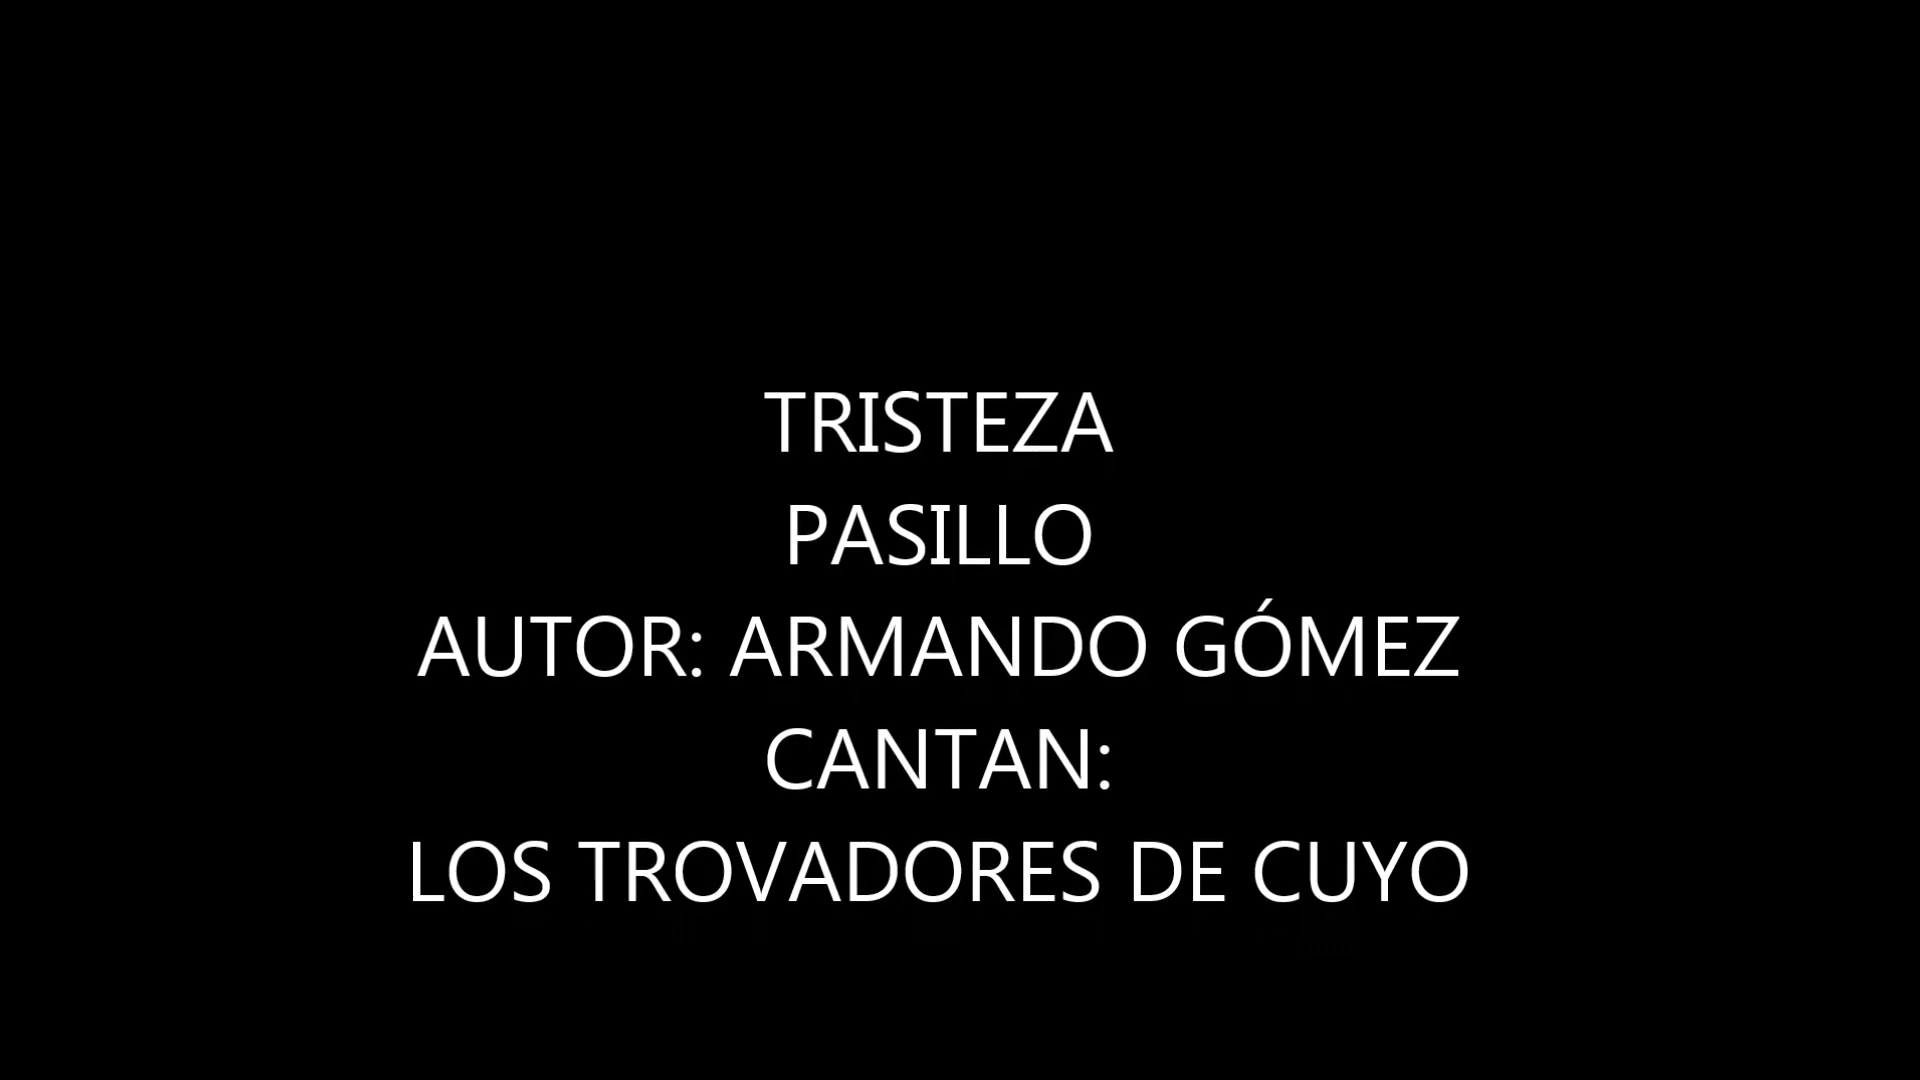 TRISTEZA
PASILLO
AUTOR: ARMANDO GÓMEZ
CANTAN:
LOS TROVADORES DE CUYO